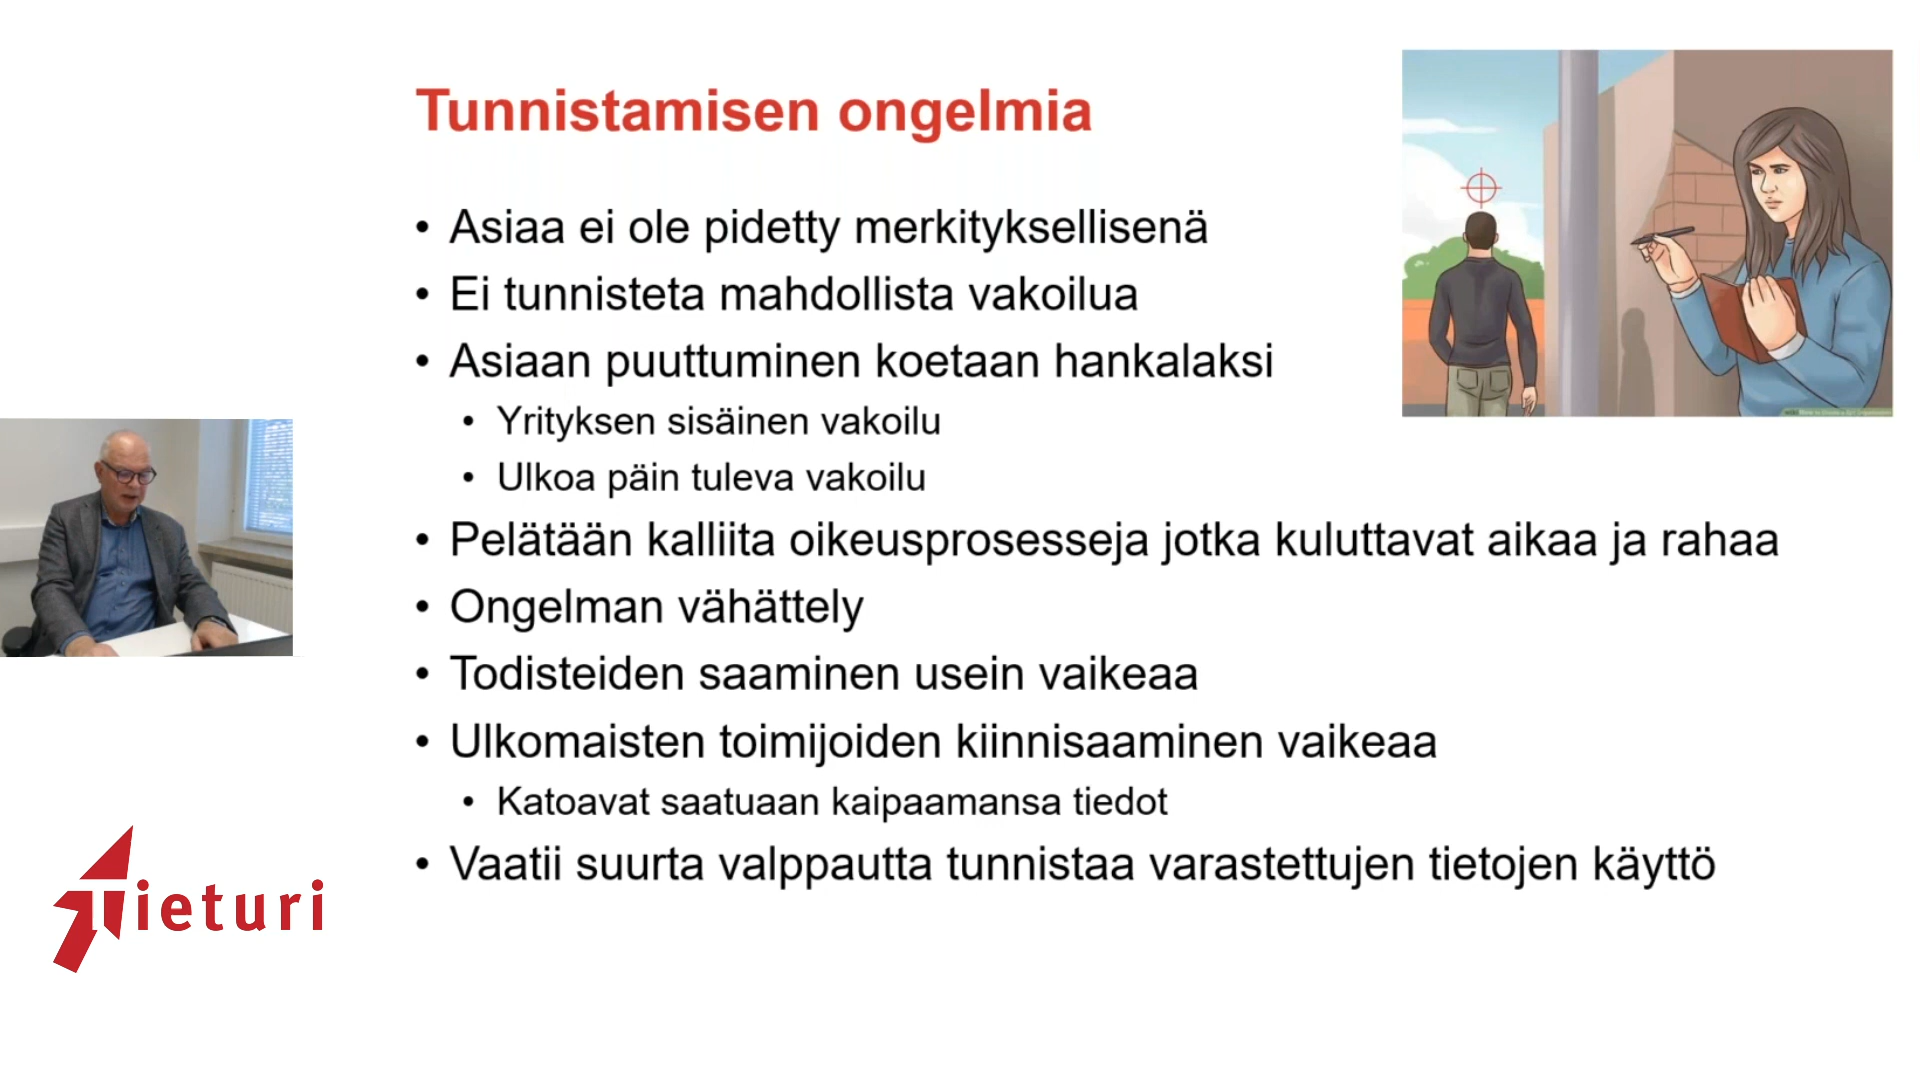 Tunnistamisen ongelmia
• Asiaa ei ole pidetty merkityksellisenä
• Ei tunnisteta mahdollista vakoilua
• Asiaan puuttuminen koetaan hankalaksi
• Yrityksen sisäinen vakoilu
• Ulkoa päin tuleva vakoilu
• Pelätään kalliita oikeusprosesseja jotka kuluttavat aikaa ja rahaa
• Ongelman vähättely
• Todisteiden saaminen usein vaikeaa
• Ulkomaisten toimijoiden kiinnisaaminen vaikeaa
• Katoavat saatuaan kaipaamansa tiedot
• Vaatii suurta valppautta tunnistaa varastettujen tietojen käyttö
Tieturi